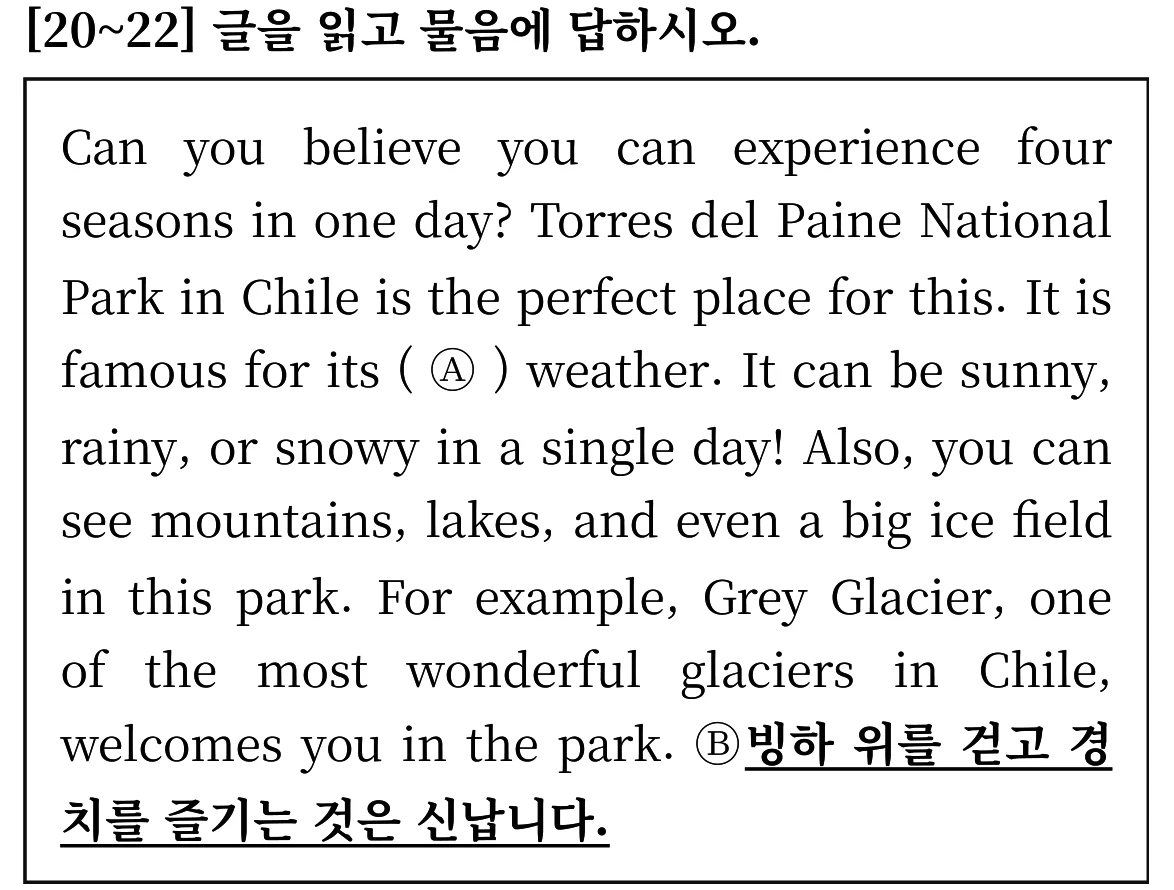 [20~22] 글을 읽고 물음에 답하시오.
Can you believe you can experience four
seasons in one day? Torres del Paine National
Park in Chile is the perfect place for this. It is
famous for its ( Ⓐ ) weather. It can be sunny,
rainy, or snowy in a single day! Also, you can
see mountains, lakes, and even a big ice field
in this park. For example, Grey Glacier, one
of the most wonderful glaciers in Chile,
welcomes you in the park. Ⓑ빙하 위를 걷고 경
치를 즐기는 것은 신납니다.